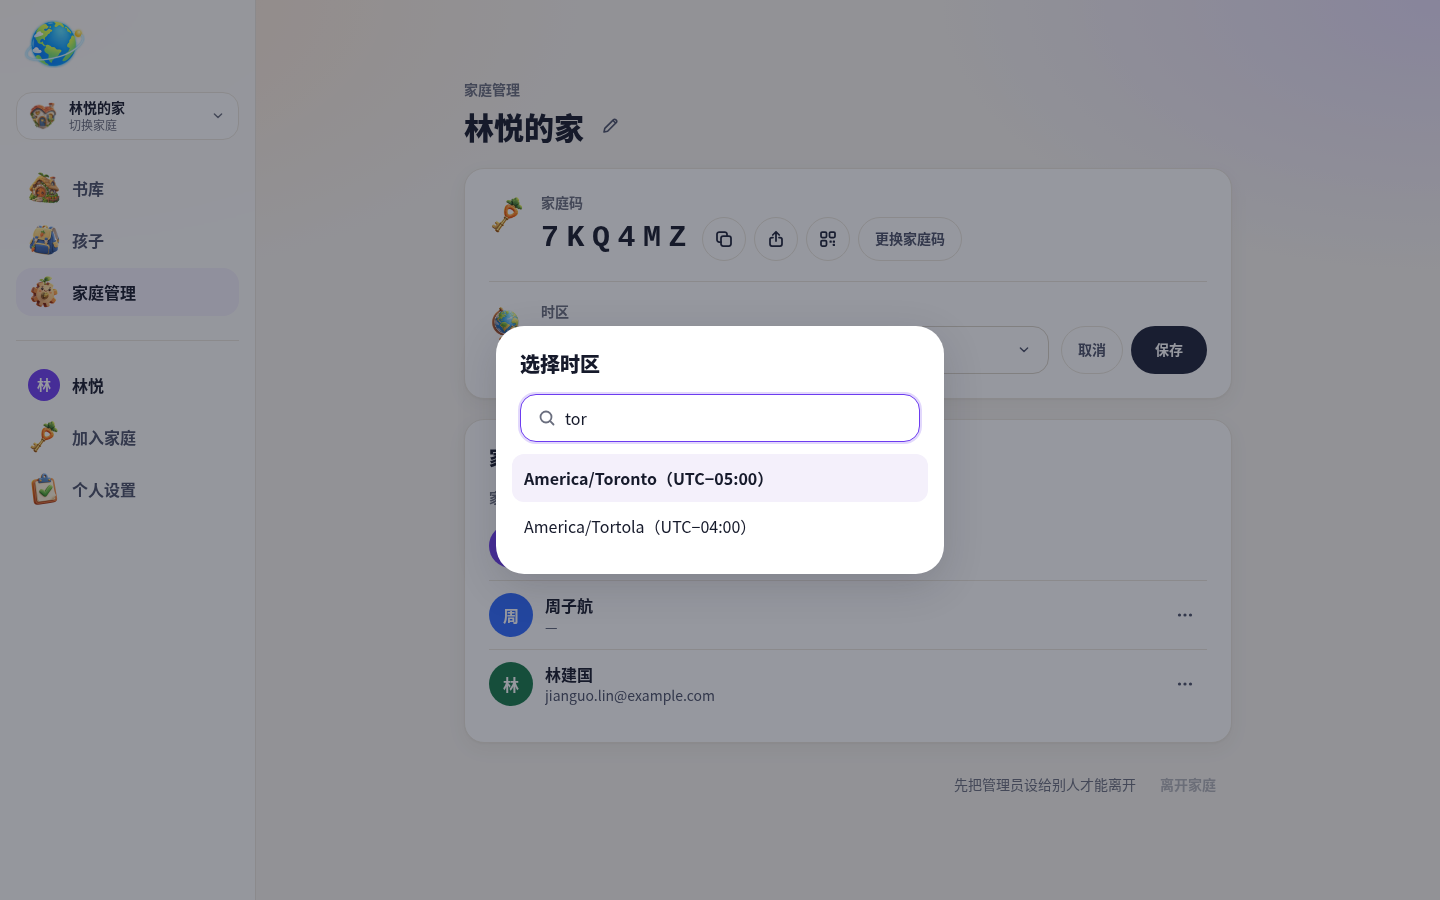 林悦的家
切换家庭
书库
孩子
家庭管理
林
林悦
加入家庭
个人设置
家庭管理
林悦的家
家庭码
7KQ4MZ
更换家庭码
时区
取消
保存
选择时区
tor
America/Toronto（UTC−05:00）
America/Tortola（UTC−04:00）
周
周子航
—
林
林建国
jianguo.lin@example.com
先把管理员设给别人才能离开
离开家庭